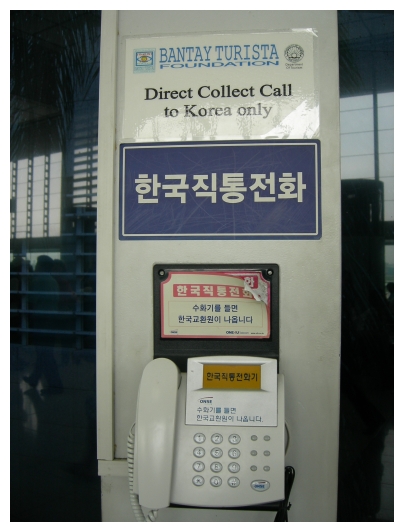 BANTAY TURISTA
FOUNDATION
Direct Collect Call
to Korea only
한국직통전화
한국직통전화
수화기를 들면
한국교환원이 나옵니다
한국직통전화기
ONSE
수화기를 들면
한국교환원이 나옵니다.